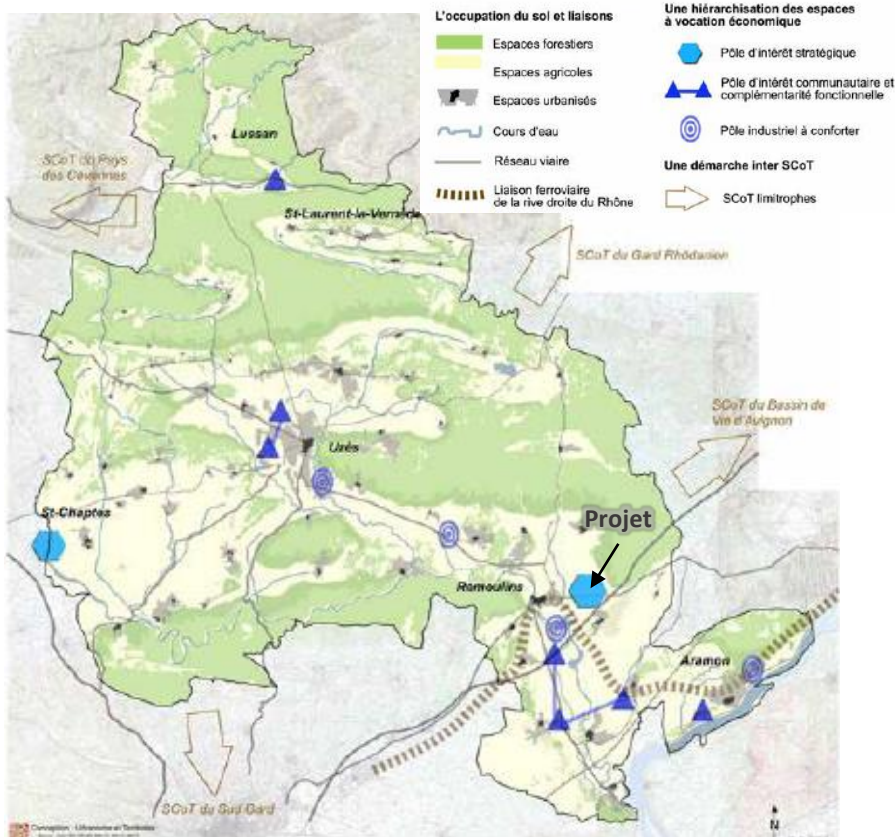 L'occupation du sol et liaisons
Espaces forestiers
Espaces agricoles
Espaces urbanisés
Cours d'eau
Réseau viaire
Liaison ferroviaire
de la rive droite du Rhône
Une hiérarchisation des espaces
à vocation économique
Pôle d'intérêt stratégique
Pôle d'intérêt communautaire et
complémentarité fonctionnelle
Pôle industriel à conforter
Une démarche inter SCoT
SCoT limitrophes
Lussan
SCoT du Pays
des Cévennes
St-Laurent-la-Vernède
SCoT du Gard Rhodanien
SCoT du Bassin de
Vie d'Avignon
Uzès
St-Chaptes
Projet
Remoulins
Aramon
SCoT du Sud Gard
Conception : Urbanisme et Territoires
N